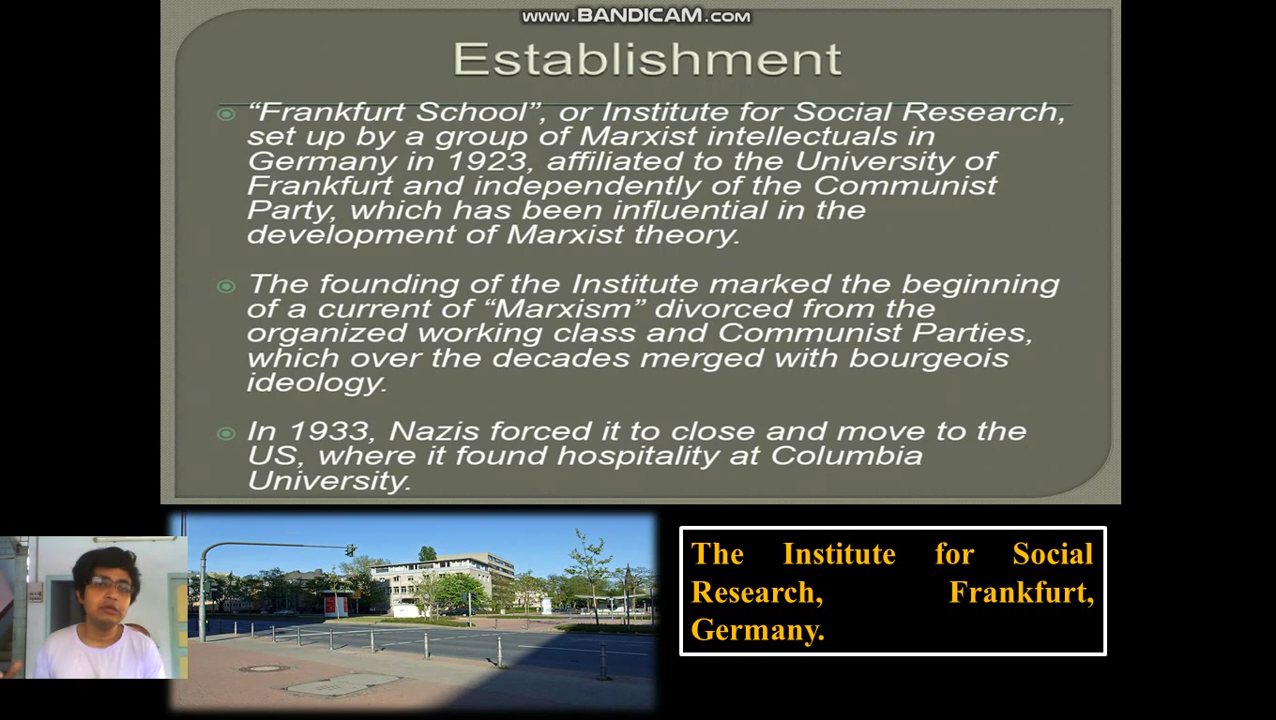 www.BANDICAM.com
Establishment
“Frankfurt School”, or Institute for Social Research,
set up by a group of Marxist intellectuals in
Germany in 1923, affiliated to the University of
Frankfurt and independently of the Communist
Party, which has been influential in the
development of Marxist theory.
The founding of the Institute marked the beginning
of a current of “Marxism” divorced from the
organized working class and Communist Parties,
which over the decades merged with bourgeois
ideology.
In 1933, Nazis forced it to close and move to the
US, where it found hospitality at Columbia
University.
The Institute for Social
Research, Frankfurt,
Germany.